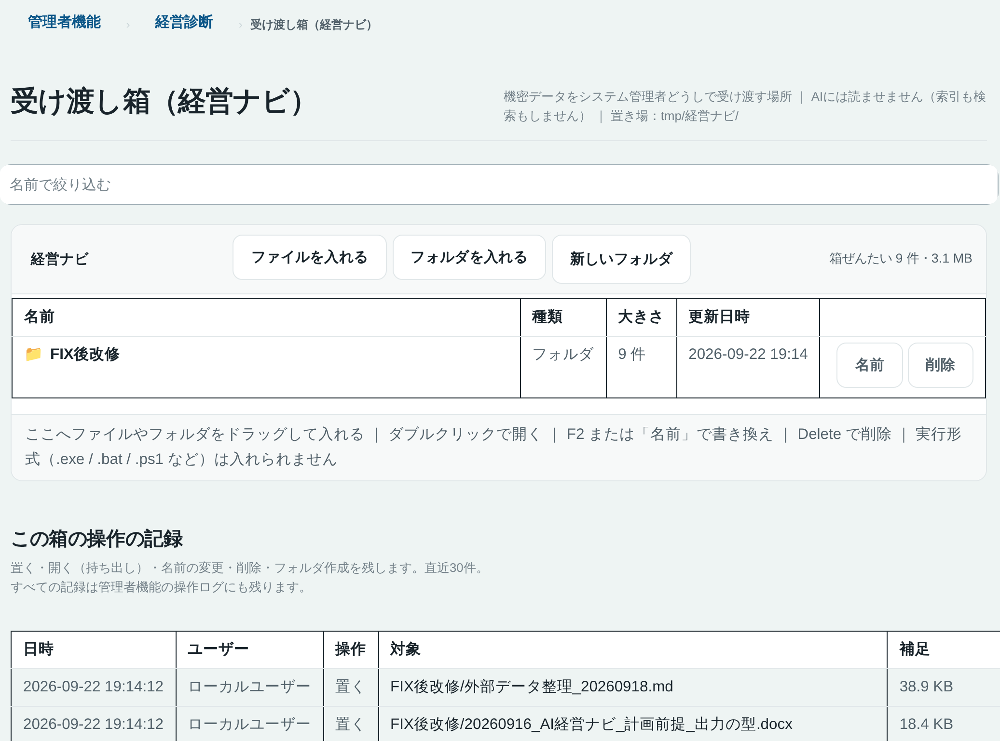 管理者機能 › 経営診断 › 受け渡し箱（経営ナビ）
受け渡し箱（経営ナビ）
機密データをシステム管理者どうしで受け渡す場所 ｜ AIには読ませません（索引も検
索もしません） ｜ 置き場：tmp/経営ナビ/
名前で絞り込む
経営ナビ ファイルを入れる フォルダを入れる 新しいフォルダ 箱ぜんたい 9 件・3.1 MB
名前 種類 大きさ 更新日時
FIX後改修 フォルダ 9 件 2026-09-22 19:14 名前 削除
ここへファイルやフォルダをドラッグして入れる ｜ ダブルクリックで開く ｜ F2 または「名前」で書き換え ｜ Delete で削除 ｜ 実行形
式（.exe / .bat / .ps1 など）は入れられません
この箱の操作の記録
置く・開く（持ち出し）・名前の変更・削除・フォルダ作成を残します。直近30件。
すべての記録は管理者機能の操作ログにも残ります。
日時 ユーザー 操作 対象 補足
2026-09-22 19:14:12 ローカルユーザー 置く FIX後改修/外部データ整理_20260918.md 38.9 KB
2026-09-22 19:14:12 ローカルユーザー 置く FIX後改修/20260916_AI経営ナビ_計画前提_出力の型.docx 18.4 KB